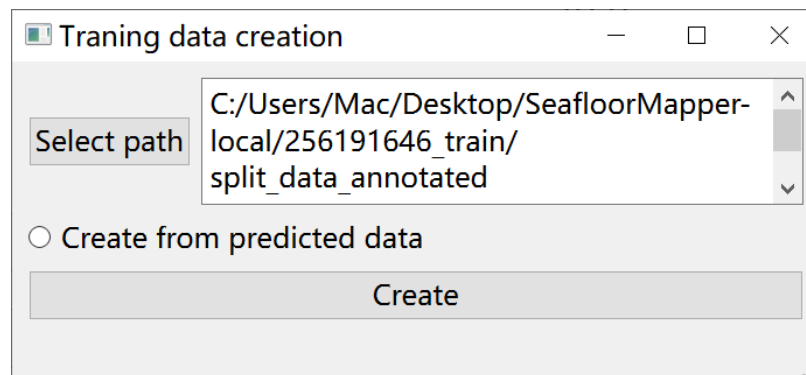 Traning data creation
Select path
C:/Users/Mac/Desktop/SeafloorMapper-
local/256191646_train/
split_data_annotated
Create from predicted data
Create